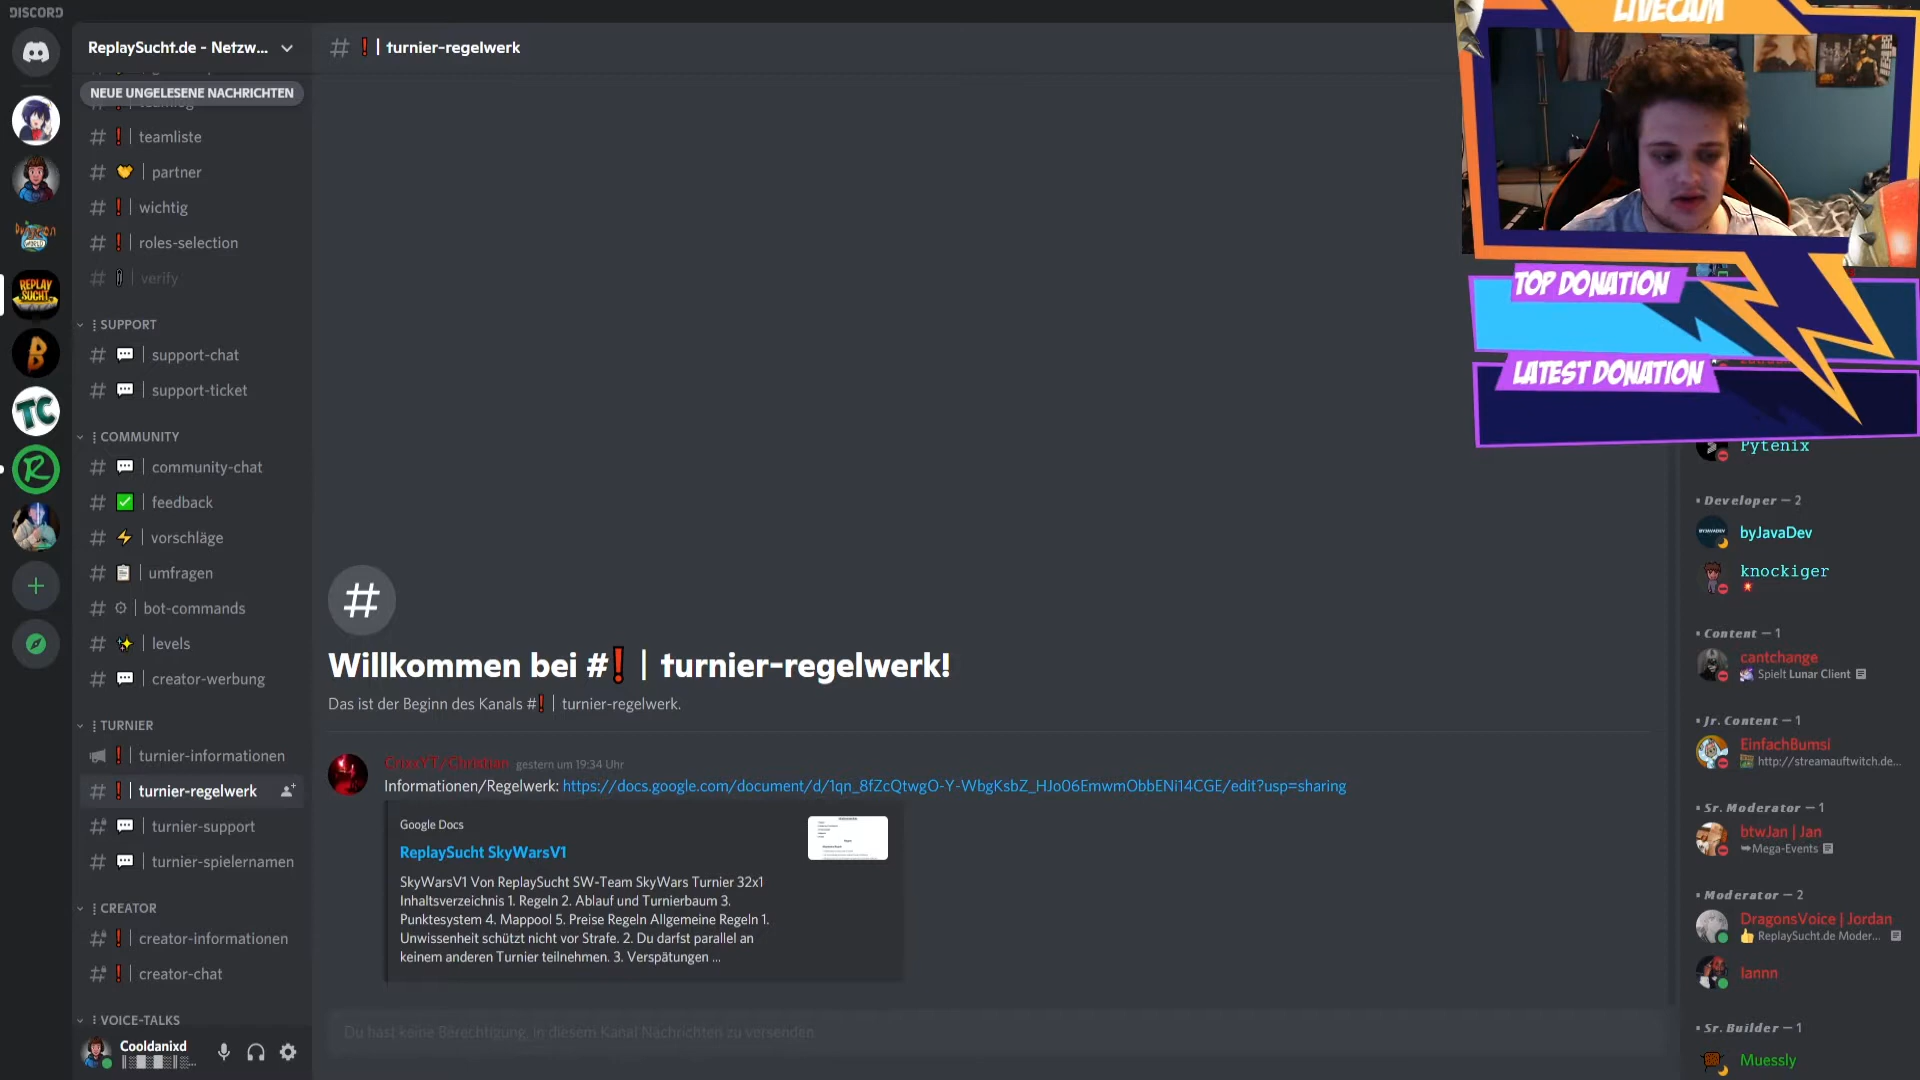 DISCORD
ReplaySucht.de - Netzw...
NEUE UNGELESENE NACHRICHTEN
teamliste
partner
wichtig
roles-selection
verify
SUPPORT
support-chat
support-ticket
COMMUNITY
community-chat
feedback
vorschläge
umfragen
bot-commands
levels
creator-werbung
TURNIER
turnier-informationen
turnier-regelwerk
turnier-support
turnier-spielernamen
CREATOR
creator-informationen
creator-chat
VOICE-TALKS
Cooldanixd
REPLAY
SUCHT
TC
# ❗ | turnier-regelwerk
Willkommen bei #❗ | turnier-regelwerk!
Das ist der Beginn des Kanals #❗ | turnier-regelwerk.
gestern um 19:34 Uhr
Informationen/Regelwerk: https://docs.google.com/document/d/1qn_8fZcQtwgO-Y-WbgKsbZ_HJo06EmwmObbENi14CGE/edit?usp=sharing
Google Docs
ReplaySucht SkyWarsV1
SkyWarsV1 Von ReplaySucht SW-Team SkyWars Turnier 32x1
Inhaltsverzeichnis 1. Regeln 2. Ablauf und Turnierbaum 3.
Punktesystem 4. Mappool 5. Preise Regeln Allgemeine Regeln 1.
Unwissenheit schützt nicht vor Strafe. 2. Du darfst parallel an
keinem anderen Turnier teilnehmen. 3. Verspätungen ...
Du hast keine Berechtigung, in diesem Kanal Nachrichten zu versenden
LIVECAM
TOP DONATION
LATEST DONATION
Pytenix
Developer — 2
byJavaDev
knockiger
Content — 1
cantchange
Spielt Lunar Client
Jr. Content — 1
EinfachBumsi
http://streamauftwitch.de...
Sr. Moderator — 1
btwJan | Jan
Mega-Events
Moderator — 2
DragonsVoice | Jordan
ReplaySucht.de Moder...
Iannn
Sr. Builder — 1
Muessly